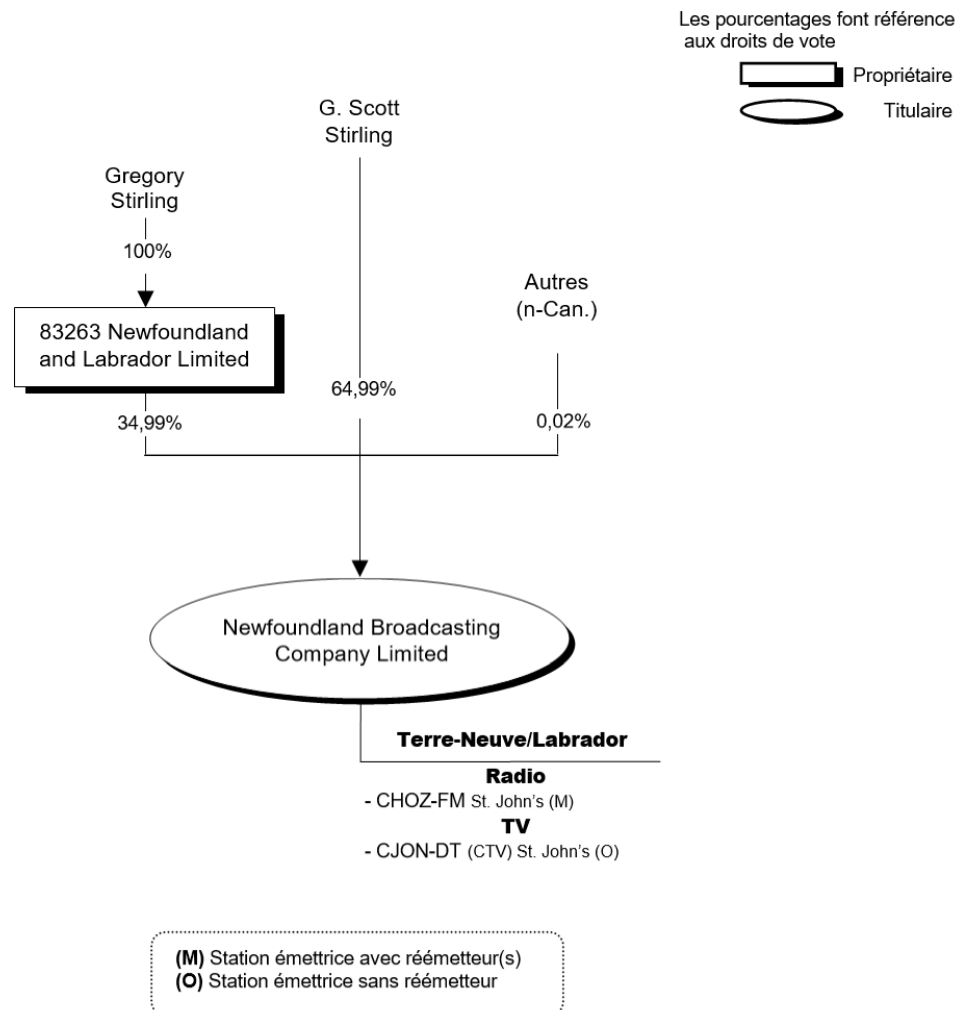 Les pourcentages font référence
aux droits de vote
Propriétaire
Titulaire
G. Scott
Stirling
Gregory
Stirling
100%
Autres
(n-Can.)
83263 Newfoundland
and Labrador Limited
64,99%
34,99%
0,02%
Newfoundland Broadcasting
Company Limited
Terre-Neuve/Labrador
Radio
- CHOZ-FM St. John's (M)
TV
- CJON-DT (CTV) St. John's (O)
(M) Station émettrice avec réémetteur(s)
(O) Station émettrice sans réémetteur